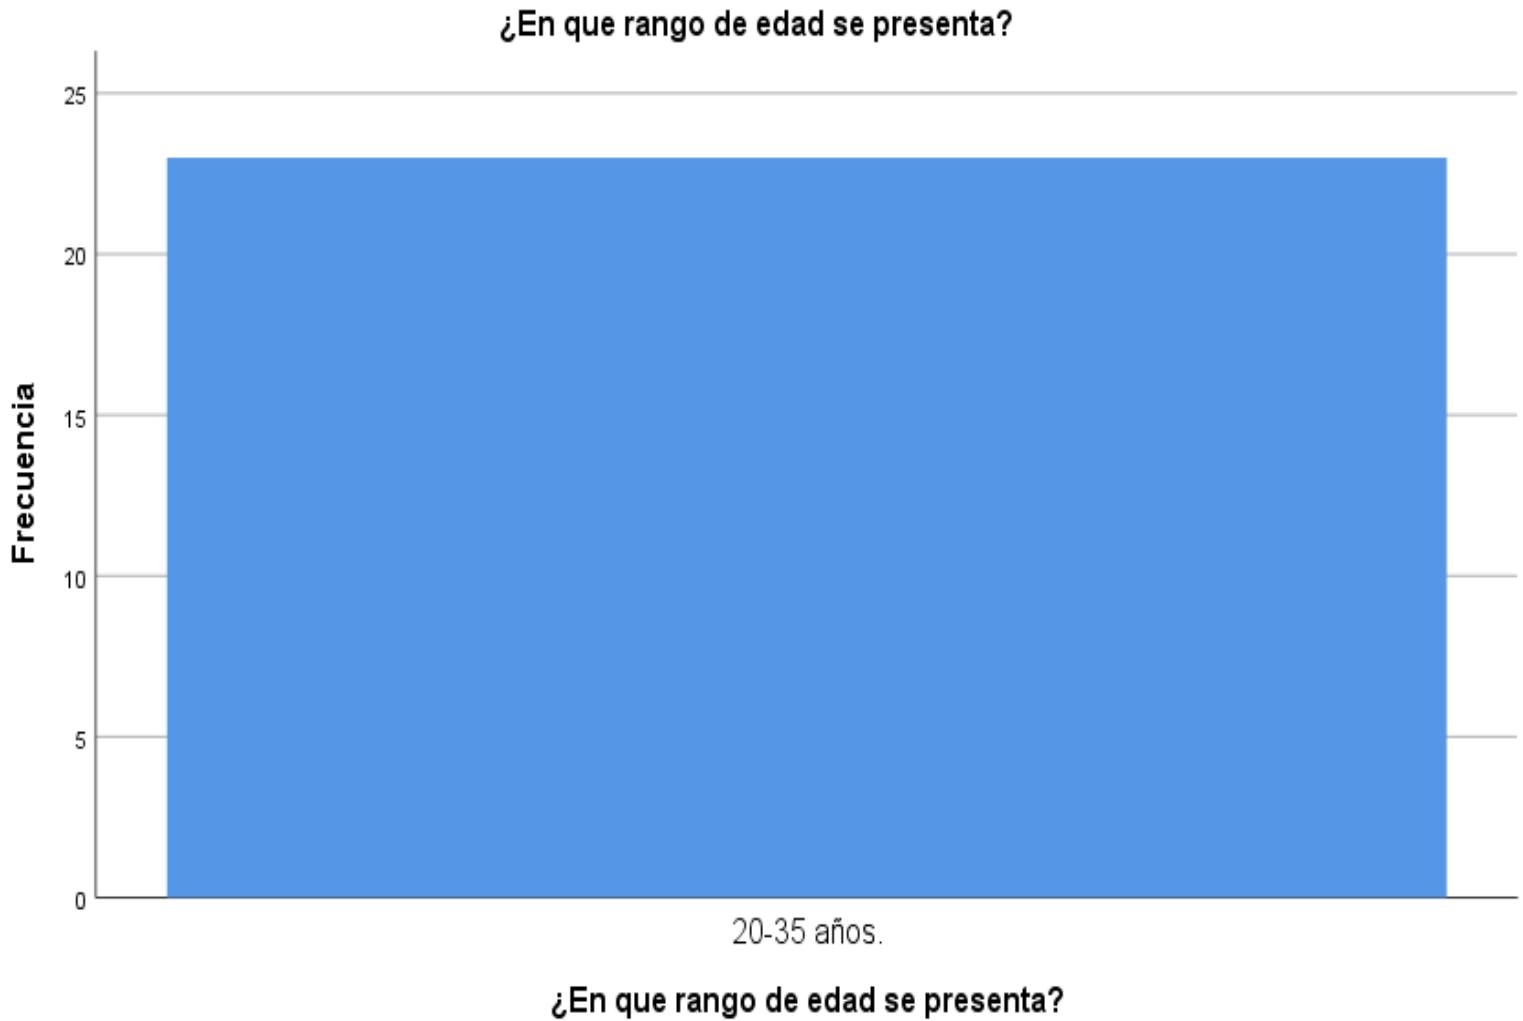 ¿En que rango de edad se presenta?
25
20
15
10
5
0
Frecuencia
20-35 años.
¿En que rango de edad se presenta?